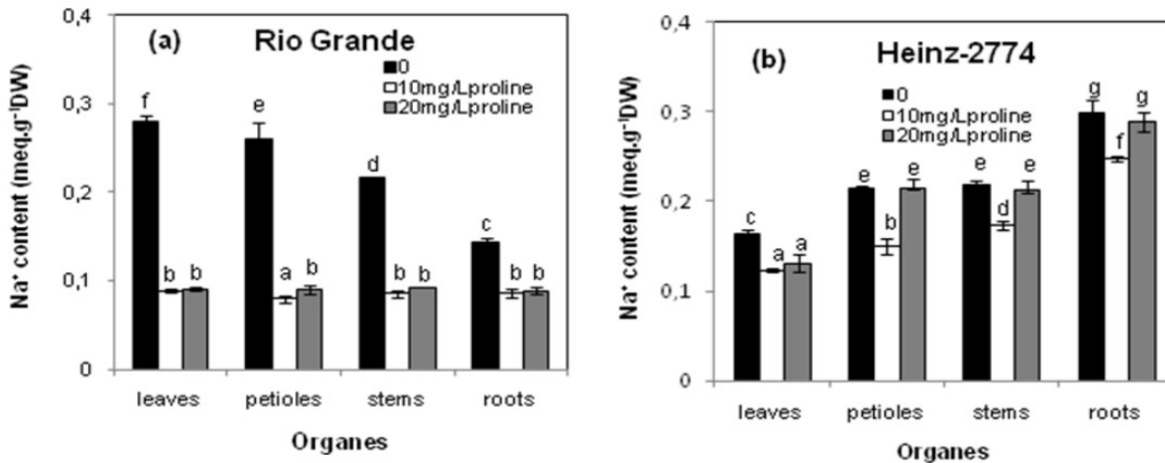 (a) Rio Grande
0
10mg/Lproline
20mg/Lproline
Na⁺ content (meq.g⁻¹DW)
0,4
0,3
0,2
0,1
0
f
b b
e
a b
d
b b
c
b b
leaves petioles stems roots
Organes
(b) Heinz-2774
0
10mg/Lproline
20mg/Lproline
Na⁺ content (meq.g⁻¹DW)
0,4
0,3
0,2
0,1
0
c
a a
e
b e
e
d e
g
f g
leaves petioles stems roots
Organes